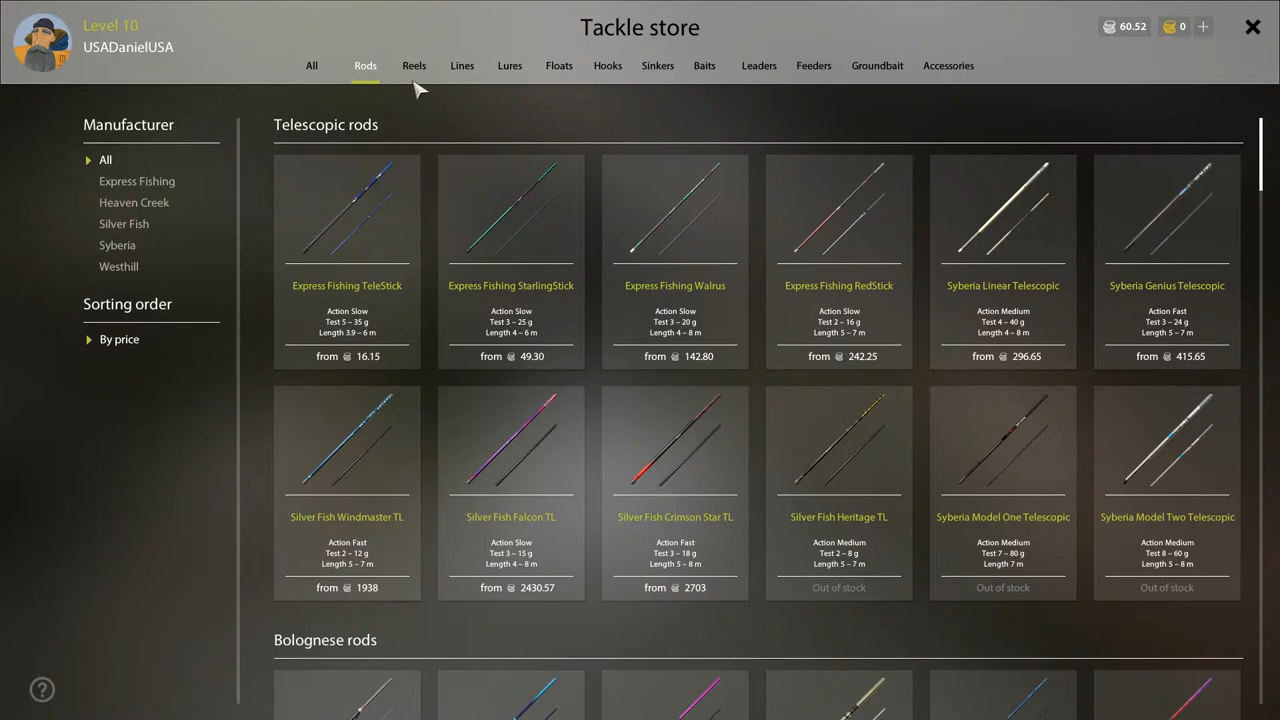 Level 10
USADanielUSA
Tackle store
60.52
0
All
Rods
Reels
Lines
Lures
Floats
Hooks
Sinkers
Baits
Leaders
Feeders
Groundbait
Accessories
Manufacturer
All
Express Fishing
Heaven Creek
Silver Fish
Syberia
Westhill
Sorting order
By price
Telescopic rods
Express Fishing TeleStick
Action Slow
Test 5 – 35 g
Length 3.9 – 6 m
from 16.15
Express Fishing StarlingStick
Action Slow
Test 3 – 25 g
Length 4 – 6 m
from 49.30
Express Fishing Walrus
Action Slow
Test 3 – 20 g
Length 4 – 8 m
from 142.80
Express Fishing RedStick
Action Slow
Test 2 – 16 g
Length 5 – 7 m
from 242.25
Syberia Linear Telescopic
Action Medium
Test 4 – 40 g
Length 4 – 8 m
from 296.65
Syberia Genius Telescopic
Action Fast
Test 3 – 24 g
Length 5 – 7 m
from 415.65
Silver Fish Windmaster TL
Action Fast
Test 2 – 12 g
Length 5 – 7 m
from 1938
Silver Fish Falcon TL
Action Slow
Test 3 – 15 g
Length 4 – 8 m
from 2430.57
Silver Fish Crimson Star TL
Action Fast
Test 3 – 18 g
Length 5 – 8 m
from 2703
Silver Fish Heritage TL
Action Medium
Test 2 – 8 g
Length 5 – 7 m
Out of stock
Syberia Model One Telescopic
Action Medium
Test 7 – 80 g
Length 7 m
Out of stock
Syberia Model Two Telescopic
Action Medium
Test 8 – 60 g
Length 5 – 8 m
Out of stock
Bolognese rods
?